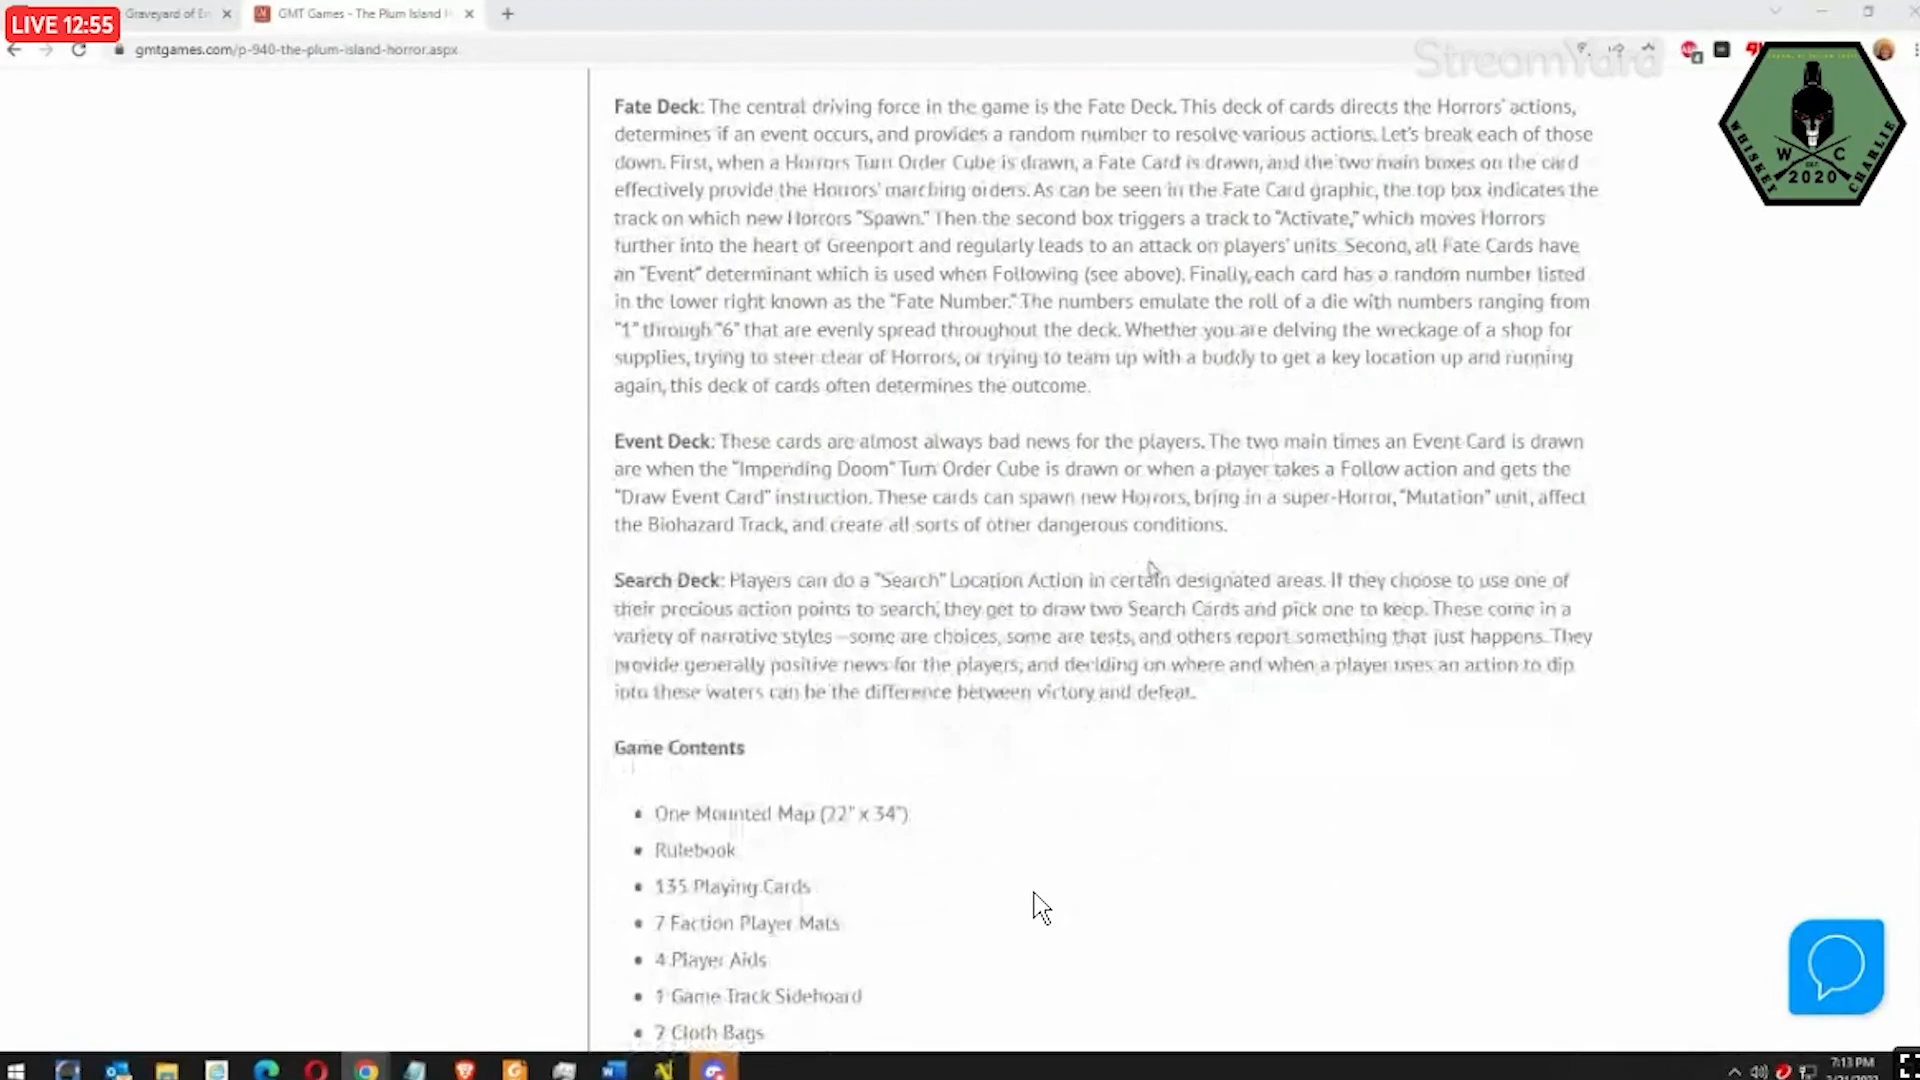 LIVE 12:55
Graveyard of E
GMT Games - The Plum Island
gmtgames.com/p-940-the-plum-island-horror.aspx
StreamYard
WHISKEY CHARLIE
W C
EST.
2020
Fate Deck: The central driving force in the game is the Fate Deck. This deck of cards directs the Horrors' actions,
determines if an event occurs, and provides a random number to resolve various actions. Let's break each of those
down. First, when a Horrors Turn Order Cube is drawn, a Fate Card is drawn, and the two main boxes on the card
effectively provide the Horrors' marching orders. As can be seen in the Fate Card graphic, the top box indicates the
track on which new Horrors "Spawn." Then the second box triggers a track to "Activate," which moves Horrors
further into the heart of Greenport and regularly leads to an attack on players' units. Second, all Fate Cards have
an "Event" determinant which is used when Following (see above). Finally, each card has a random number listed
in the lower right known as the "Fate Number." The numbers emulate the roll of a die with numbers ranging from
"1" through "6" that are evenly spread throughout the deck. Whether you are delving the wreckage of a shop for
supplies, trying to steer clear of Horrors, or trying to team up with a buddy to get a key location up and running
again, this deck of cards often determines the outcome.
Event Deck: These cards are almost always bad news for the players. The two main times an Event Card is drawn
are when the "Impending Doom" Turn Order Cube is drawn or when a player takes a Follow action and gets the
"Draw Event Card" instruction. These cards can spawn new Horrors, bring in a super-Horror, "Mutation" unit, affect
the Biohazard Track, and create all sorts of other dangerous conditions.
Search Deck: Players can do a "Search" Location Action in certain designated areas. If they choose to use one of
their precious action points to search, they get to draw two Search Cards and pick one to keep. These come in a
variety of narrative styles—some are choices, some are tests, and others report something that just happens. They
provide generally positive news for the players, and deciding on where and when a player uses an action to dip
into these waters can be the difference between victory and defeat.
Game Contents
• One Mounted Map (22" x 34")
• Rulebook
• 135 Playing Cards
• 7 Faction Player Mats
• 4 Player Aids
• 1 Game Track Sideboard
• 2 Cloth Bags
7:13 PM